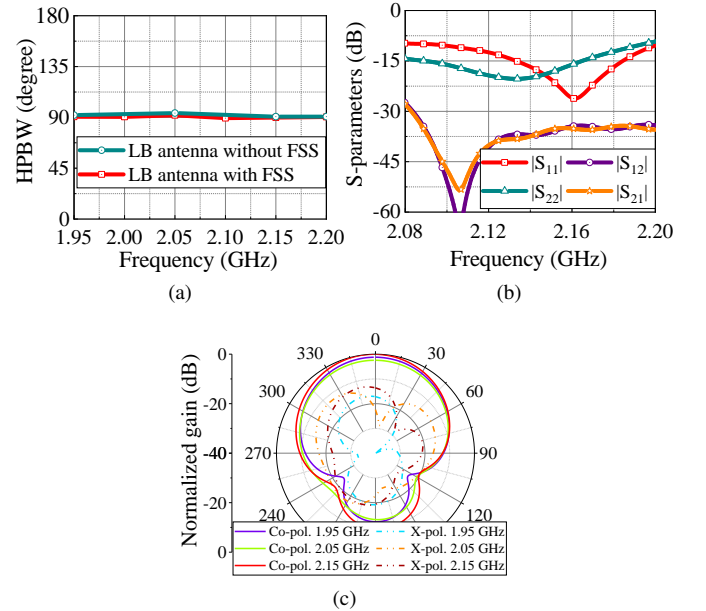 180
135
90
45
0
HPBW (degree)
LB antenna without FSS
LB antenna with FSS
1.95 2.00 2.05 2.10 2.15 2.20
Frequency (GHz)
(a)
0
-15
-30
-45
-60
S-parameters (dB)
|S11| |S12|
|S22| |S21|
2.08 2.12 2.16 2.20
Frequency (GHz)
(b)
Normalized gain (dB)
0
-20
-40
-20
0
0
30
60
90
120
240
270
300
330
Co-pol. 1.95 GHz X-pol. 1.95 GHz
Co-pol. 2.05 GHz X-pol. 2.05 GHz
Co-pol. 2.15 GHz X-pol. 2.15 GHz
(c)